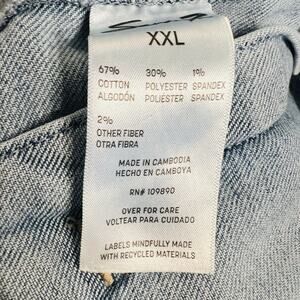 XXL
67% 30% 1%
COTTON POLYESTER SPANDEX
ALGODÓN POLIESTER SPANDEX
2%
OTHER FIBER
OTRA FIBRA
MADE IN CAMBODIA
HECHO EN CAMBOYA
RN# 109890
OVER FOR CARE
VOLTEAR PARA CUIDADO
LABELS MINDFULLY MADE
WITH RECYCLED MATERIALS